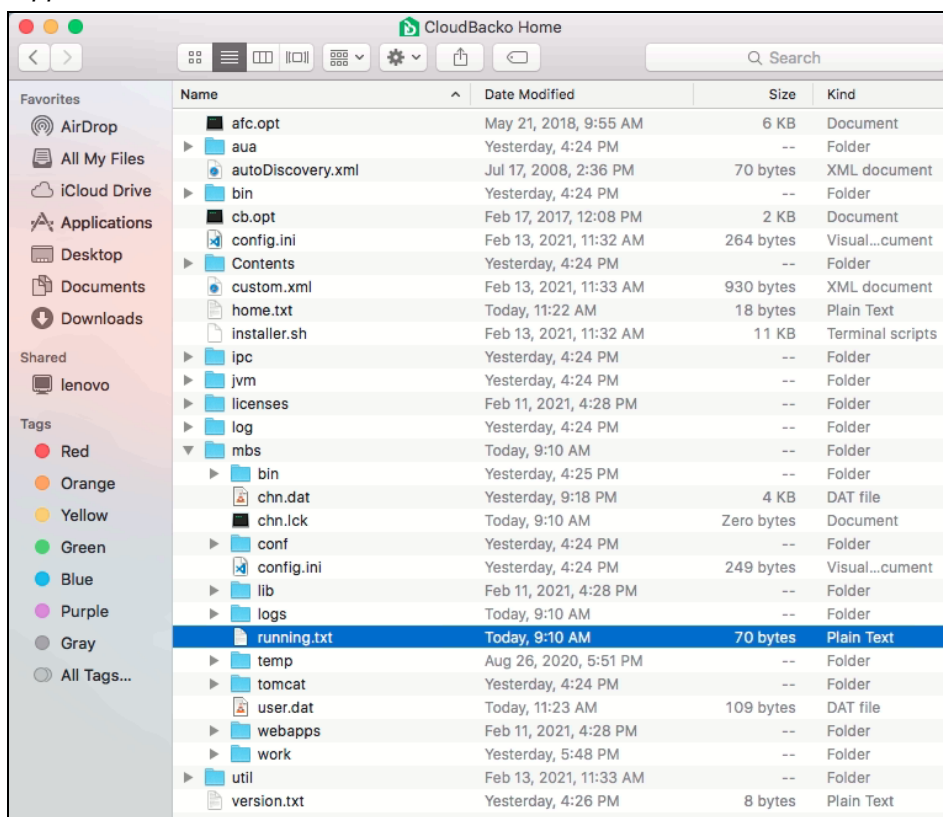 CloudBacko Home
Search
Favorites
AirDrop
All My Files
iCloud Drive
Applications
Desktop
Documents
Downloads
Shared
lenovo
Tags
Red
Orange
Yellow
Green
Blue
Purple
Gray
All Tags...
Name Date Modified Size Kind
afc.opt May 21, 2018, 9:55 AM 6 KB Document
aua Yesterday, 4:24 PM -- Folder
autoDiscovery.xml Jul 17, 2008, 2:36 PM 70 bytes XML document
bin Yesterday, 4:24 PM -- Folder
cb.opt Feb 17, 2017, 12:08 PM 2 KB Document
config.ini Feb 13, 2021, 11:32 AM 264 bytes Visual...cument
Contents Yesterday, 4:24 PM -- Folder
custom.xml Feb 13, 2021, 11:33 AM 930 bytes XML document
home.txt Today, 11:22 AM 18 bytes Plain Text
installer.sh Feb 13, 2021, 11:32 AM 11 KB Terminal scripts
ipc Yesterday, 4:24 PM -- Folder
jvm Yesterday, 4:24 PM -- Folder
licenses Feb 11, 2021, 4:28 PM -- Folder
log Yesterday, 4:24 PM -- Folder
mbs Today, 9:10 AM -- Folder
bin Yesterday, 4:25 PM -- Folder
chn.dat Yesterday, 9:18 PM 4 KB DAT file
chn.lck Today, 9:10 AM Zero bytes Document
conf Yesterday, 4:24 PM -- Folder
config.ini Yesterday, 4:24 PM 249 bytes Visual...cument
lib Feb 11, 2021, 4:28 PM -- Folder
logs Today, 9:10 AM -- Folder
running.txt Today, 9:10 AM 70 bytes Plain Text
temp Aug 26, 2020, 5:51 PM -- Folder
tomcat Yesterday, 4:24 PM -- Folder
user.dat Today, 11:23 AM 109 bytes DAT file
webapps Feb 11, 2021, 4:28 PM -- Folder
work Yesterday, 5:48 PM -- Folder
util Feb 13, 2021, 11:33 AM -- Folder
version.txt Yesterday, 4:26 PM 8 bytes Plain Text